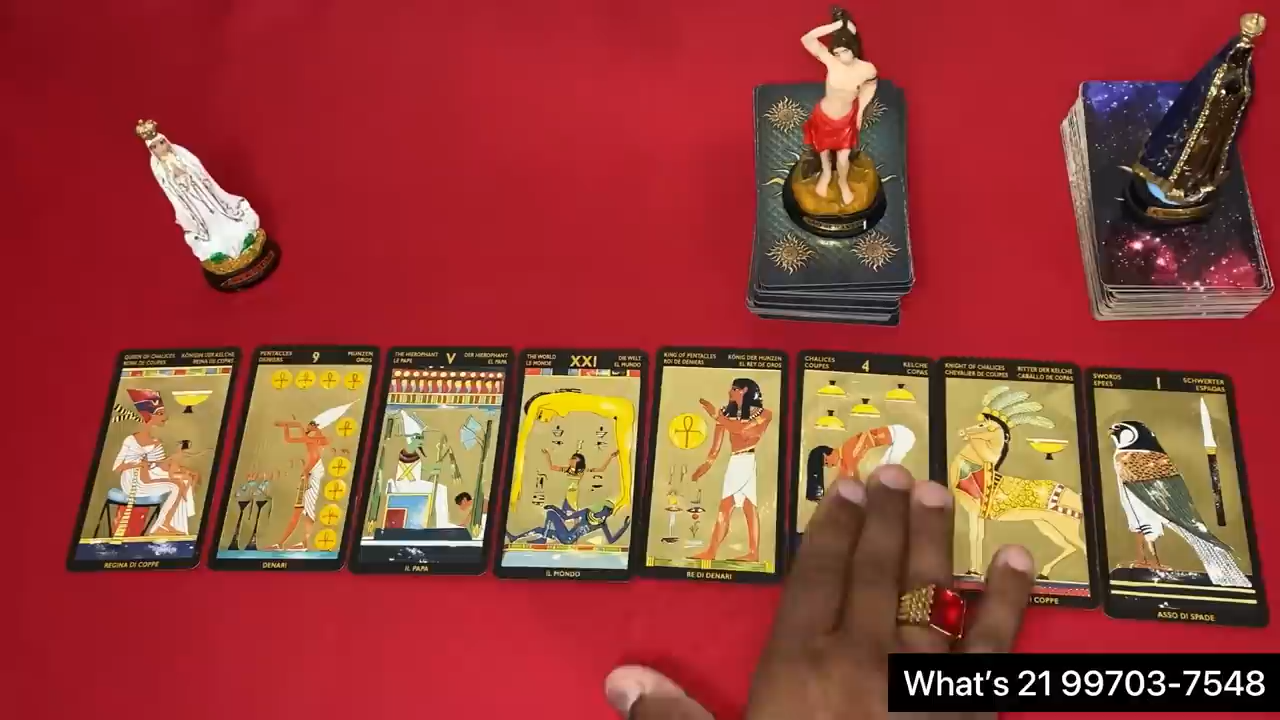 QUEEN OF CHALICES
REINE DE COUPES
KÖNIGIN DER KELCHE
REINA DE COPAS
REGINA DI COPPE
PENTACLES
DENIERS
9
MUNZEN
OROS
DENARI
THE HIEROPHANT
LE PAPE
V
DER HIEROPHANT
EL PAPA
IL PAPA
THE WORLD
LE MONDE
XXI
DIE WELT
EL MUNDO
IL MONDO
KING OF PENTACLES
ROI DE DENIERS
KÖNIG DER MUNZEN
EL REY DE OROS
RE DI DENARI
CHALICES
COUPES
4
KELCHE
COPAS
KNIGHT OF CHALICES
CHEVALIER DE COUPES
RITTER DER KELCHE
CABALLO DE COPAS
I COPPE
SWORDS
EPEES
1
SCHWERTER
ESPADAS
ASSO DI SPADE
What's 21 99703-7548